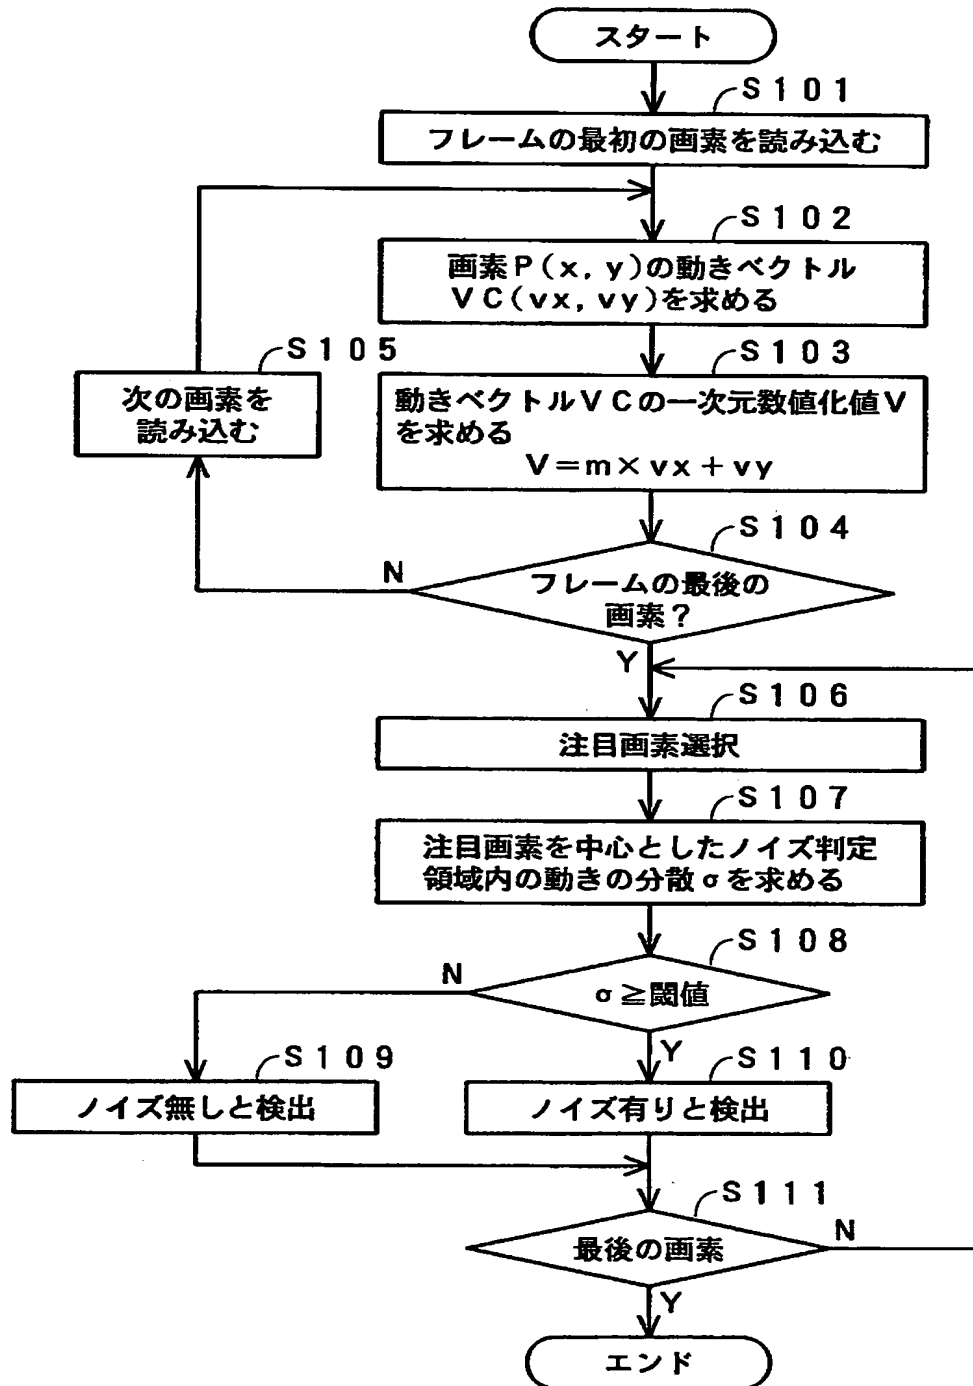 スタート
S101
フレームの最初の画素を読み込む
S102
画素P(x, y)の動きベクトル
VC(vx, vy)を求める
S105
次の画素を
読み込む
S103
動きベクトルVCの一次元数値化値V
を求める
V=m×vx+vy
S104
フレームの最後の
画素?
N
Y
S106
注目画素選択
S107
注目画素を中心としたノイズ判定
領域内の動きの分散σを求める
S108
σ≧閾値
N
Y
S109
ノイズ無しと検出
S110
ノイズ有りと検出
S111
最後の画素
N
Y
エンド